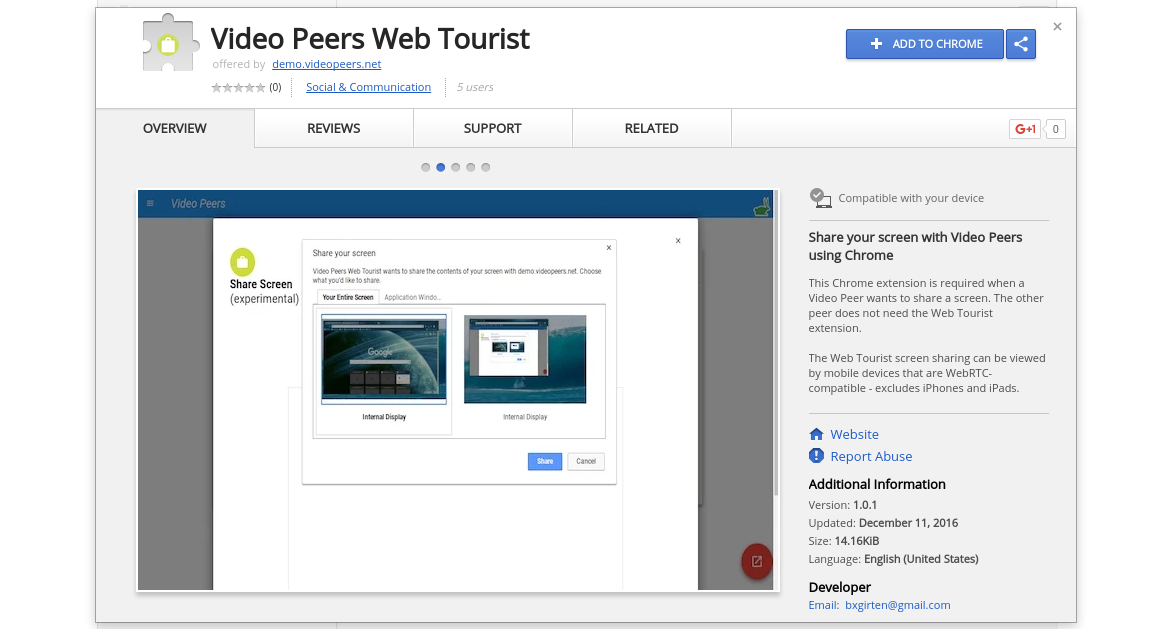 Video Peers Web Tourist
offered by demo.videopeers.net
(0) Social & Communication 5 users
ADD TO CHROME
OVERVIEW REVIEWS SUPPORT RELATED
G+1 0
Video Peers
Share Screen
(experimental)
Share your screen
Video Peers Web Tourist wants to share the contents of your screen with demo.videopeers.net. Choose
what you'd like to share.
Your Entire Screen Application Windo...
Google
Internal Display Internal Display
Share Cancel
Compatible with your device
Share your screen with Video Peers
using Chrome
This Chrome extension is required when a
Video Peer wants to share a screen. The other
peer does not need the Web Tourist
extension.
The Web Tourist screen sharing can be viewed
by mobile devices that are WebRTC-
compatible - excludes iPhones and iPads.
Website
Report Abuse
Additional Information
Version: 1.0.1
Updated: December 11, 2016
Size: 14.16KiB
Language: English (United States)
Developer
Email: bxgirten@gmail.com